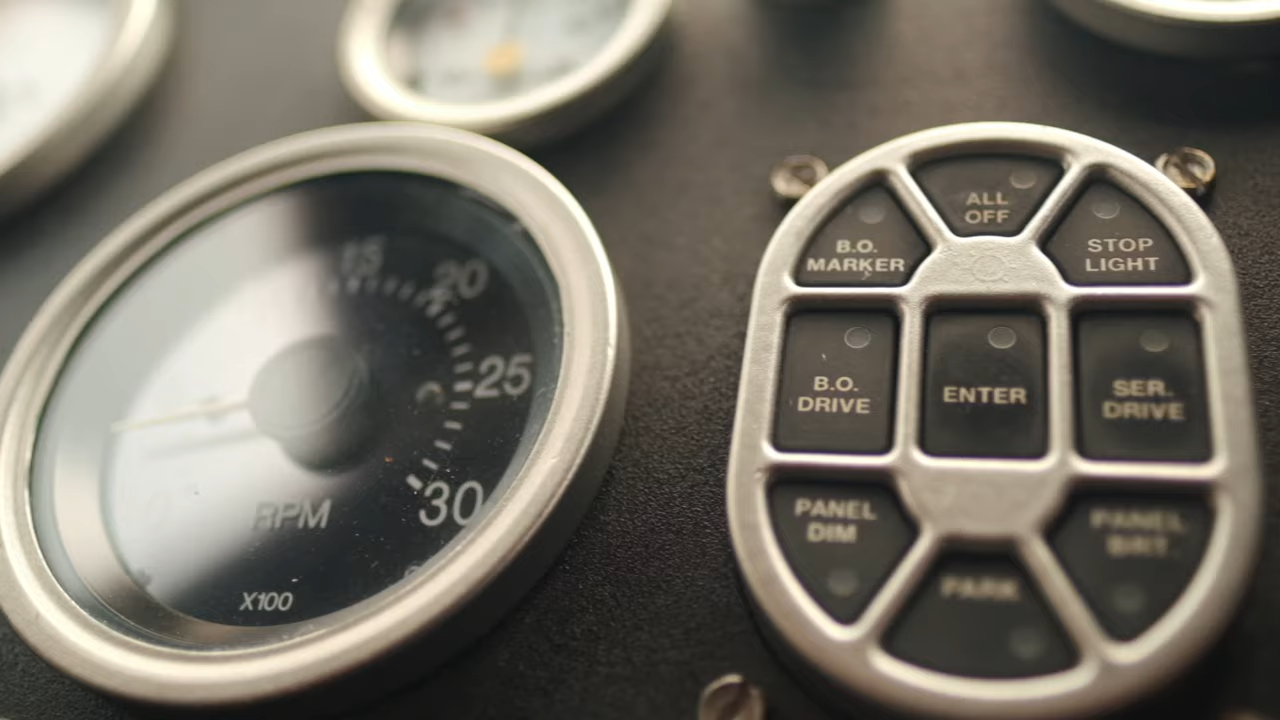 15
20
25
30
RPM
X100
ALL
OFF
B.O.
MARKER
STOP
LIGHT
B.O.
DRIVE
ENTER
SER.
DRIVE
PANEL
DIM
PANEL
BRT.
PARK